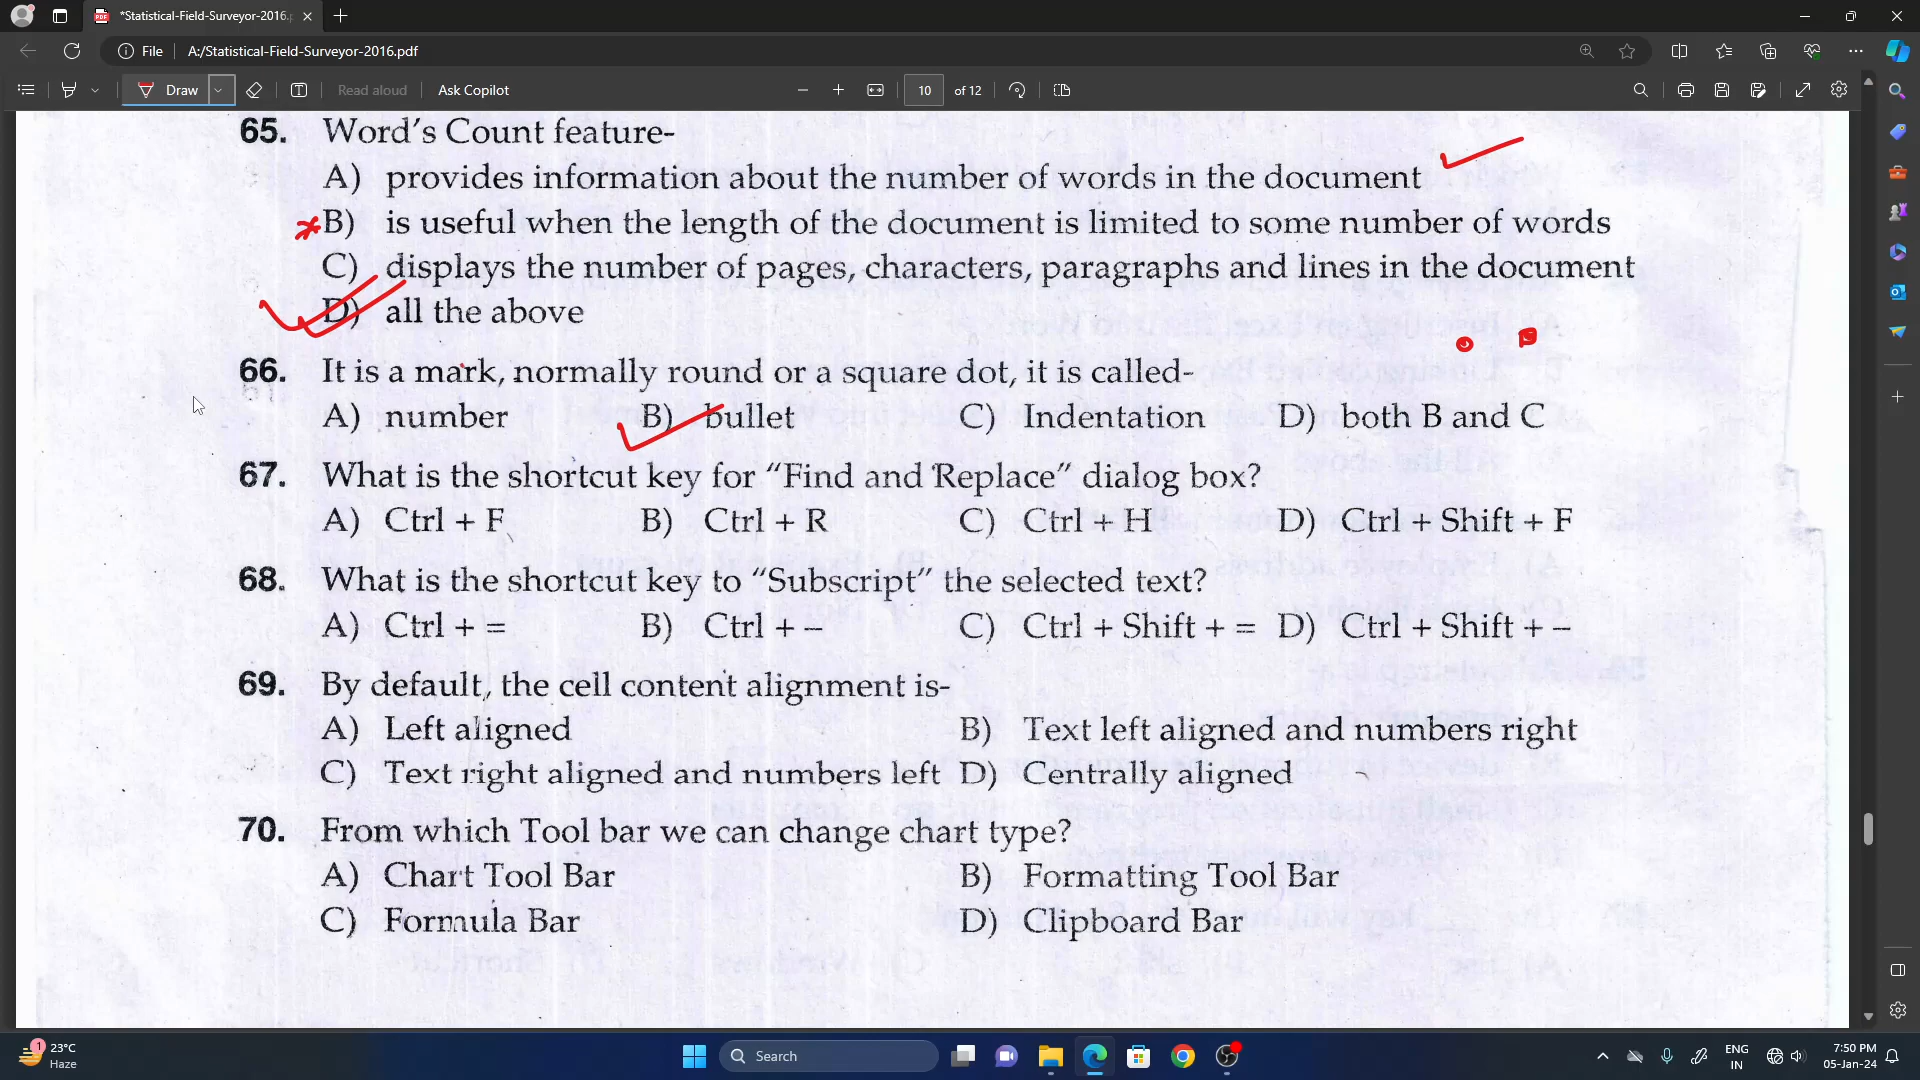 *Statistical-Field-Surveyor-2016.p
File
A:/Statistical-Field-Surveyor-2016.pdf
Draw
Read aloud
Ask Copilot
10
of 12
65. Word's Count feature-
A) provides information about the number of words in the document
B) is useful when the length of the document is limited to some number of words
C) displays the number of pages, characters, paragraphs and lines in the document
D) all the above
66. It is a mark, normally round or a square dot, it is called-
A) number B) bullet C) Indentation D) both B and C
67. What is the shortcut key for "Find and Replace" dialog box?
A) Ctrl + F B) Ctrl + R C) Ctrl + H D) Ctrl + Shift + F
68. What is the shortcut key to "Subscript" the selected text?
A) Ctrl + = B) Ctrl + – C) Ctrl + Shift + = D) Ctrl + Shift + –
69. By default, the cell content alignment is-
A) Left aligned B) Text left aligned and numbers right
C) Text right aligned and numbers left D) Centrally aligned
70. From which Tool bar we can change chart type?
A) Chart Tool Bar B) Formatting Tool Bar
C) Formula Bar D) Clipboard Bar
1
23°C
Haze
Search
ENG
IN
7:50 PM
05-Jan-24